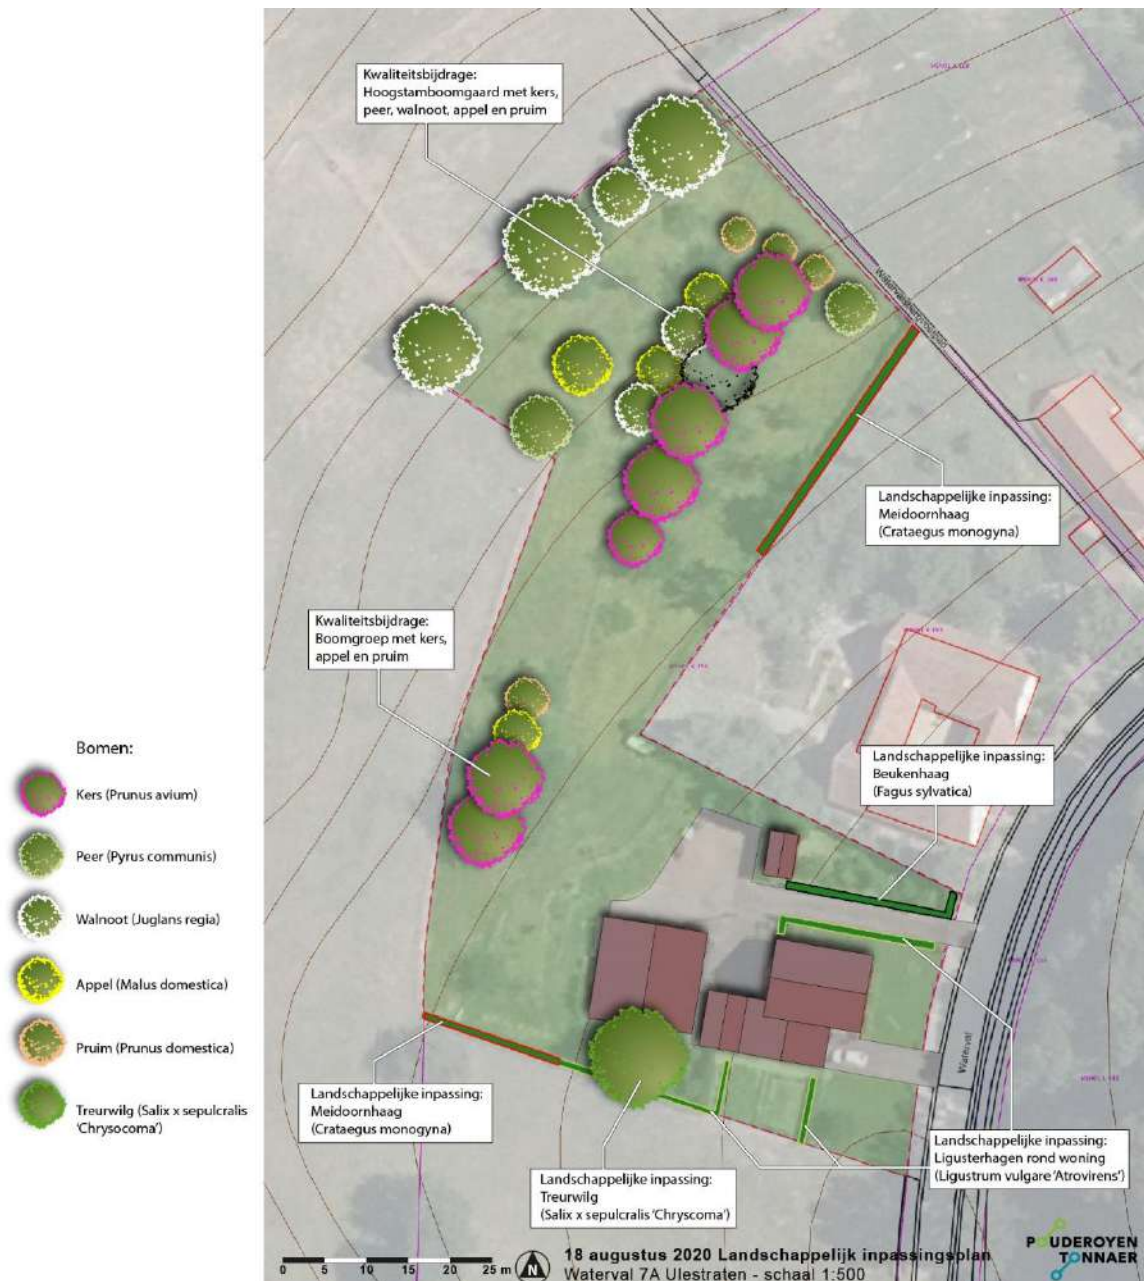 Kwaliteitsbijdrage:
Hoogstamboomgaard met kers,
peer, walnoot, appel en pruim
Landschappelijke inpassing:
Meidoornhaag
(Crataegus monogyna)
Kwaliteitsbijdrage:
Boomgroep met kers,
appel en pruim
Landschappelijke inpassing:
Beukenhaag
(Fagus sylvatica)
Bomen:
Kers (Prunus avium)
Peer (Pyrus communis)
Walnoot (Juglans regia)
Appel (Malus domestica)
Pruim (Prunus domestica)
Treurwilg (Salix x sepulcralis
'Chrysocoma')
Waterval
Landschappelijke inpassing:
Meidoornhaag
(Crataegus monogyna)
Landschappelijke inpassing:
Ligusterhagen rond woning
(Ligustrum vulgare 'Atrovirens')
Landschappelijke inpassing:
Treurwilg
(Salix x sepulcralis 'Chryscoma')
0 5 10 15 20 25 m
N
18 augustus 2020 Landschappelijk inpassingsplan
Waterval 7A Ulestraten - schaal 1:500
POUDEROYEN
TONNAER